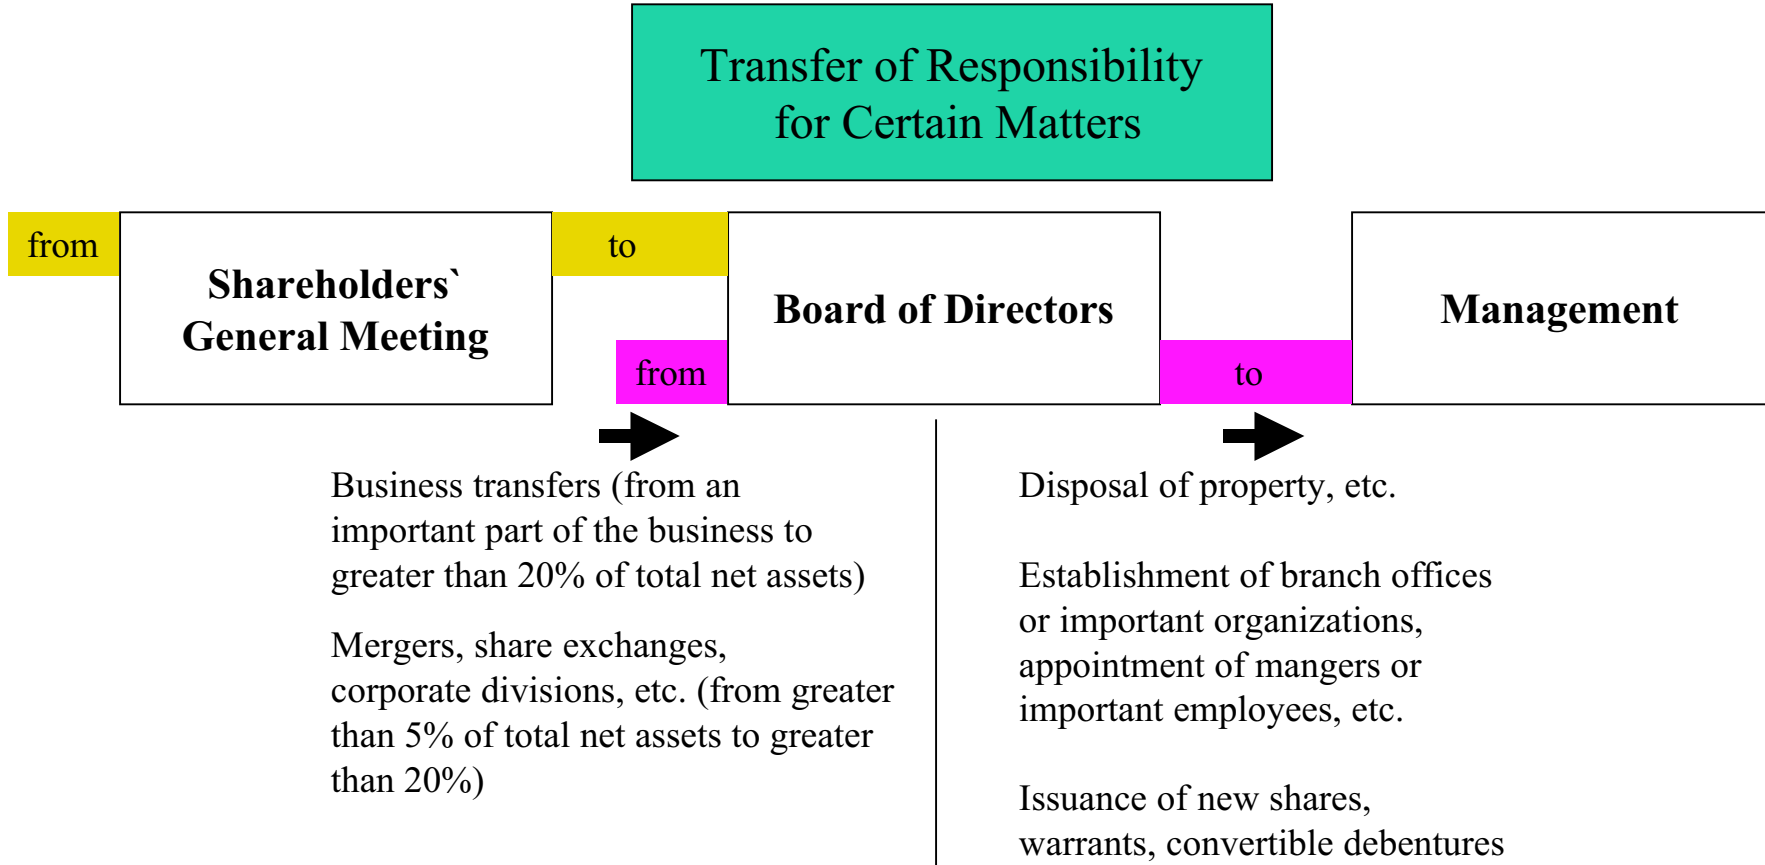 Transfer of Responsibility
for Certain Matters
from
Shareholders`
General Meeting
to
from
Board of Directors
to
Management
Business transfers (from an
important part of the business to
greater than 20% of total net assets)
Mergers, share exchanges,
corporate divisions, etc. (from greater
than 5% of total net assets to greater
than 20%)
Disposal of property, etc.
Establishment of branch offices
or important organizations,
appointment of mangers or
important employees, etc.
Issuance of new shares,
warrants, convertible debentures